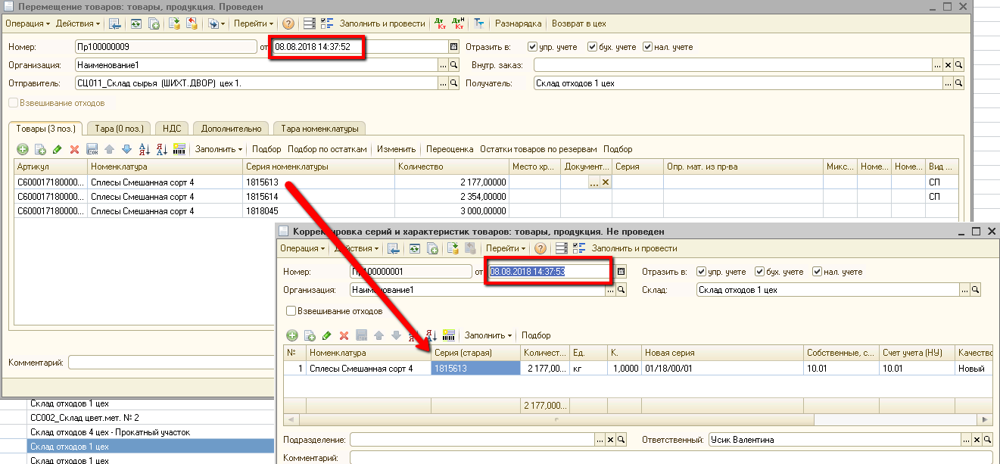 Перемещение товаров: товары, продукция. Проведен
Операция Действия Перейти Заполнить и провести Дт Кт Дт Кт Н Тт Разнарядка Возврат в цех
Номер: Пр100000009 от 08.08.2018 14:37:52 Отразить в: упр. учете бух. учете нал. учете
Организация: Наименование1 ... Внутр. заказ: ...
Отправитель: СЦ011_Склад сырья (ШИХТ.ДВОР) цех 1. ... Получатель: Склад отходов 1 цех ...
Взвешивание отходов
Товары (3 поз.) Тара (0 поз.) НДС Дополнительно Тара номенклатуры
Заполнить Подбор Подбор по остаткам Изменить Переоценка Остатки товаров по резервам Подбор
Артикул Номенклатура Серия номенклатуры Количество Место хр... Документ... Серия Опр. мат. из пр-ва Микс... Номе... Номе... Вид ...
С600017180000... Сплесы Смешанная сорт 4 1815613 2 177,00000 ... СП
С600017180000... Сплесы Смешанная сорт 4 1815614 2 354,00000 СП
С600017180000... Сплесы Смешанная сорт 4 1818045 3 000,00000
Комментарий:
Склад отходов 1 цех
СС002_Склад цвет.мет. № 2
Склад отходов 4 цех - Прокатный участок
Склад отходов 1 цех
Склад отходов 1 цех
Корректировка серий и характеристик товаров: товары, продукция. Не проведен
Операция Действия Перейти Заполнить и провести
Номер: Пр100000001 от 08.08.2018 14:37:53 Отразить в: упр. учете бух. учете нал. учете
Организация: Наименование1 ... Склад: Склад отходов 1 цех ...
Взвешивание отходов
Заполнить Подбор
№ Номенклатура Серия (старая) Количест... Ед. К. Новая серия Собственные, с... Счет учета (НУ) Качество
1 Сплесы Смешанная сорт 4 1815613 2 177,00... кг 1,0000 01/18/00/01 10.01 10.01 Новый
2 177,000...
Подразделение: ... Ответственный: Усик Валентина ...
Комментарий: